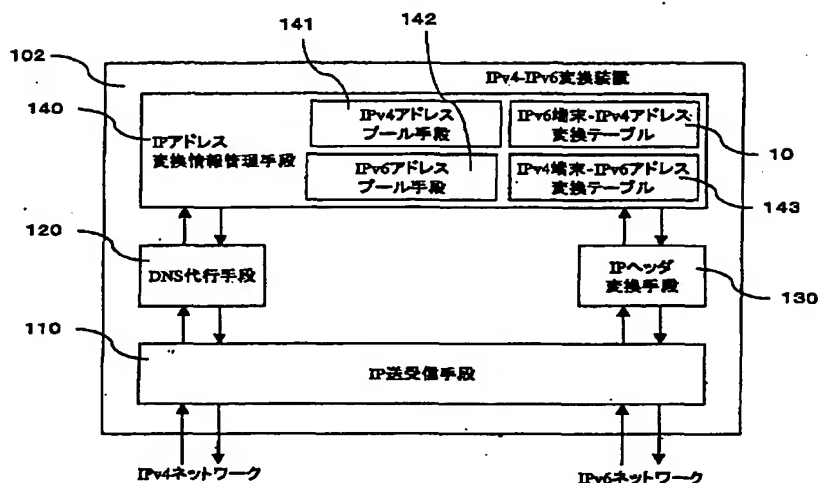 141
142
102
IPv4-IPv6変換装置
140
IPアドレス
変換情報管理手段
IPv4アドレス
プール手段
IPv6端末-IPv4アドレス
変換テーブル
10
IPv6アドレス
プール手段
IPv4端末-IPv6アドレス
変換テーブル
143
120
DNS代行手段
IPヘッダ
変換手段
130
110
IP送受信手段
IPv4ネットワーク
IPv6ネットワーク